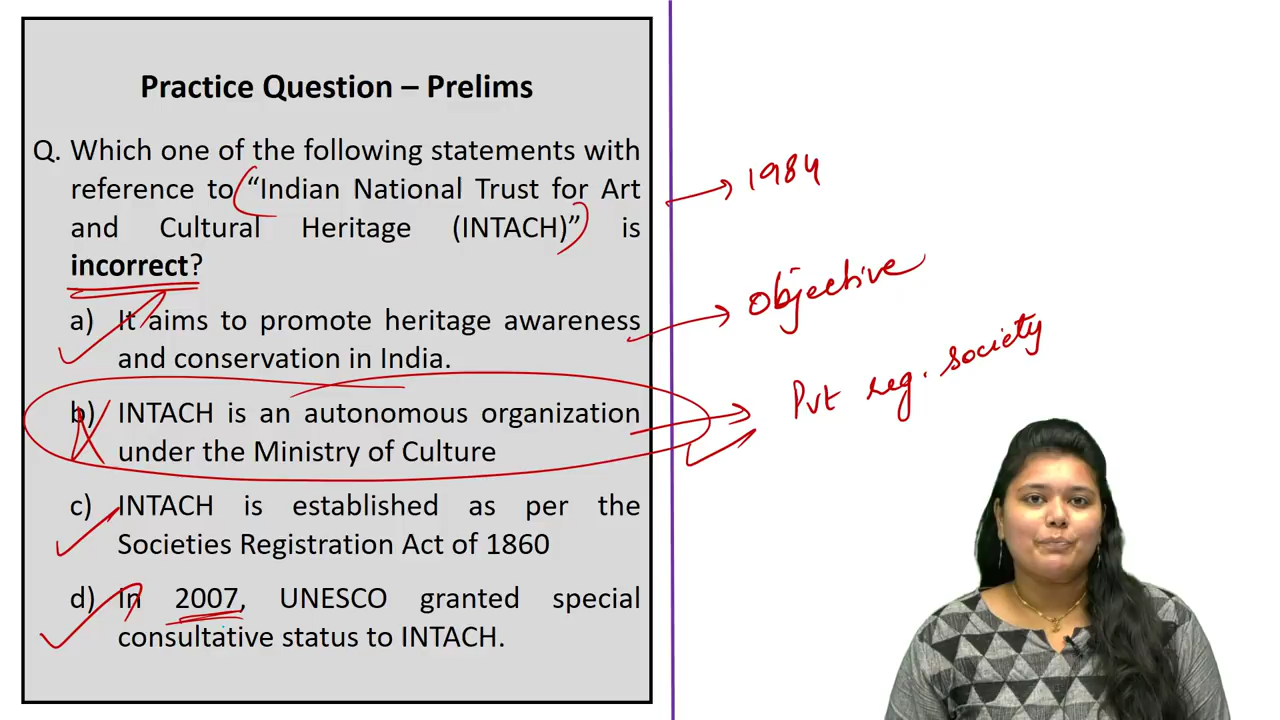 Practice Question – Prelims
Q. Which one of the following statements with
reference to “Indian National Trust for Art
and Cultural Heritage (INTACH)” is
incorrect?
a) It aims to promote heritage awareness
and conservation in India.
b) INTACH is an autonomous organization
under the Ministry of Culture
c) INTACH is established as per the
Societies Registration Act of 1860
d) In 2007, UNESCO granted special
consultative status to INTACH.
1984
Objective
Pvt reg. society